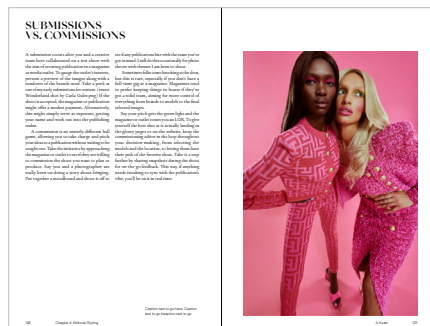 SUBMISSIONS
VS. COMMISSIONS
A submission occurs after you and a creative
team have collaborated on a test shoot with
the aim of securing publication in a magazine
or media outlet. To gauge the outlet's interest,
present a preview of the images along with a
rundown of the brands used. Take a peek at
one of my early submissions for context. (insert
Wonderland shot by Carla Guler.png) If the
shoot is accepted, the magazine or publication
might offer a modest payment. Alternatively,
this might simply serve as exposure, getting
your name and work out into the publishing
realm.
A commission is an entirely different ball
game, allowing you to take charge and pitch
your ideas to a publication without waiting to be
sought out. Take the initiative by approaching
the magazine or outlet to see if they are willing
to commission the shoot you want to plan or
produce. Say you and a photographer are
really keen on doing a story about fringing.
Put together a moodboard and shoot it off to
see if any publications bite with the team you've
got in mind. I still do this occasionally for photo
shoots with themes I am keen to shoot.
Sometimes folks come knocking at the door,
but this is rare, especially if you don't have a
full-time gig at a magazine. Magazines tend
to prefer keeping things in house if they've
got a solid team, aiming for more control of
everything from brands to models to the final
selected images.
Say your pitch gets the green light and the
magazine or outlet issues you an LOR. To give
yourself the best shot at it actually landing in
the glossy pages or on the website, keep the
commissioning editor in the loop throughout
your decision-making, from selecting the
models and the location, to letting them have
their pick of the favorite shots. Take it a step
farther by sharing snapshots during the shoot
for on-the-go feedback. This way, if anything
needs tweaking to sync with the publication's
vibe, you'll be on it in real time.
Caption text to go here. Caption
text to go here
126
Chapter 5: Editorial Styling
A Head